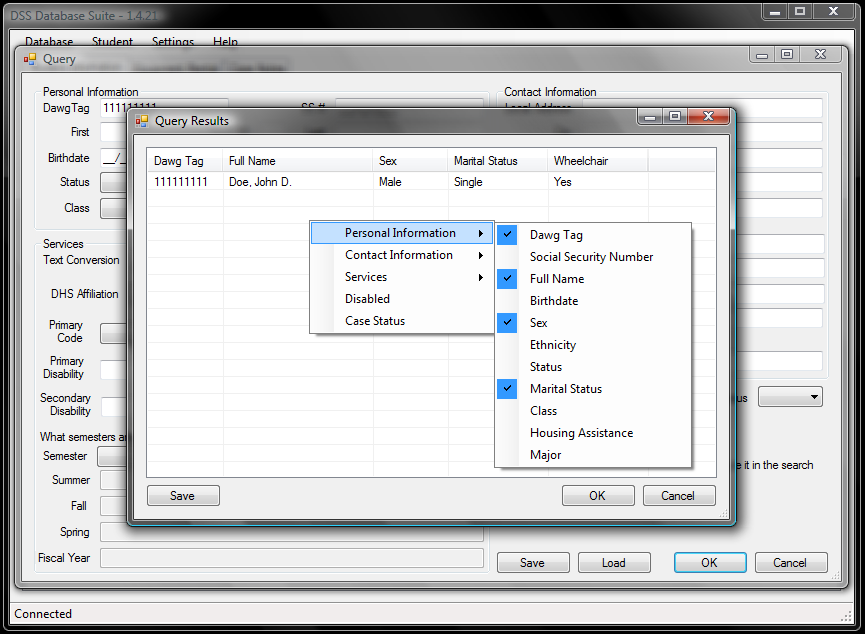 DSS Database Suite - 1.4.21
Database Student Settings Help
Query
Personal Information
Contact Information
DawgTag 111111111 SS #
Local Address
First
Birthdate __/_
Status
Class
Services
Text Conversion
DHS Affiliation
Primary
Code
Primary
Disability
Secondary
Disability
What semesters
Semester
Summer
Fall
Spring
Fiscal Year
Query Results
Dawg Tag Full Name Sex Marital Status Wheelchair
111111111 Doe, John D. Male Single Yes
Personal Information
Contact Information
Services
Disabled
Case Status
Dawg Tag
Social Security Number
Full Name
Birthdate
Sex
Ethnicity
Status
Marital Status
Class
Housing Assistance
Major
Save OK Cancel
us
it in the search
Save Load OK Cancel
Connected